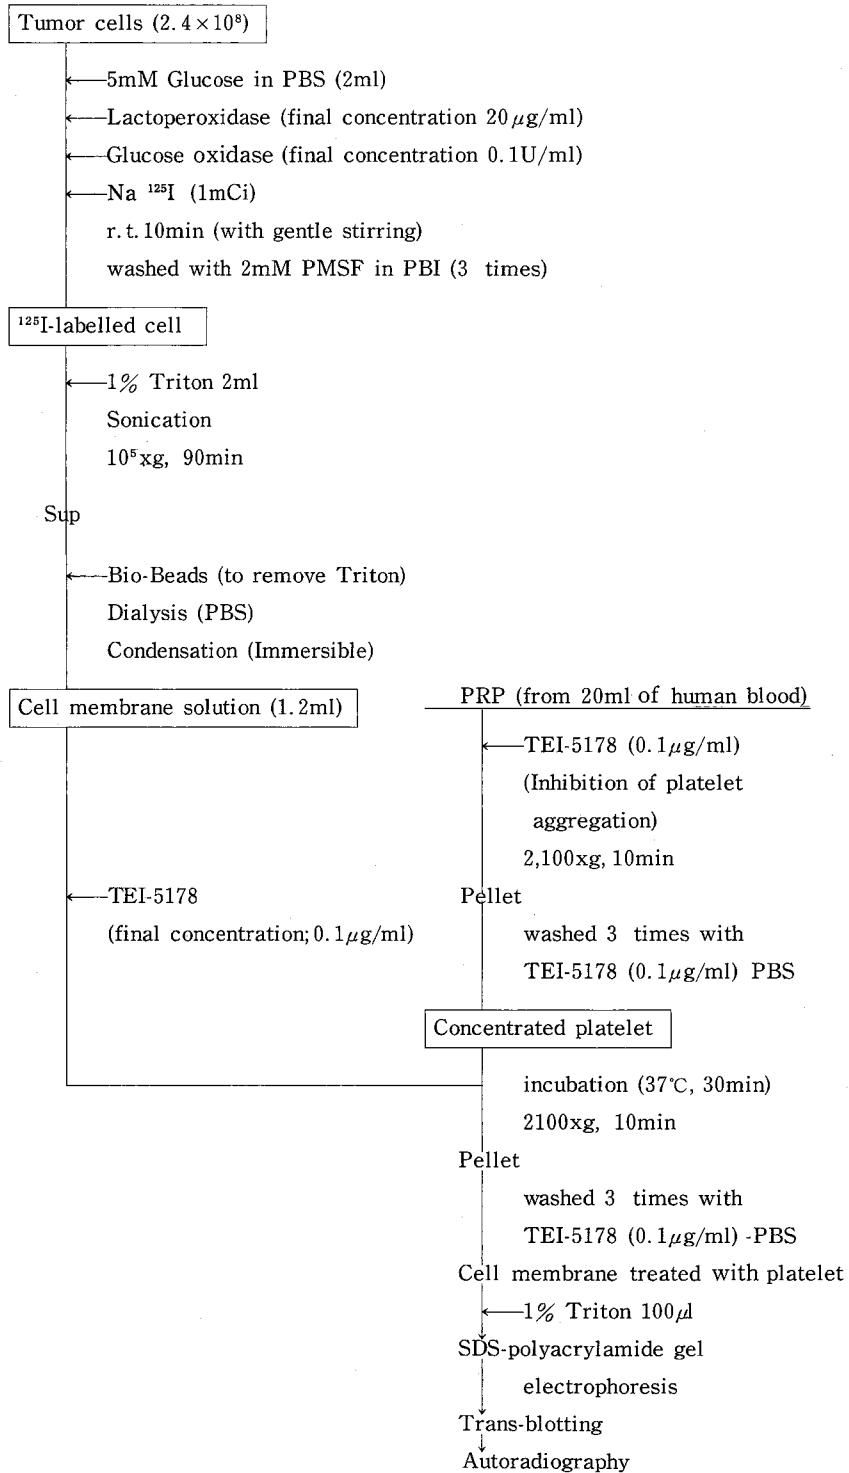 Tumor cells (2.4×10⁸)
5mM Glucose in PBS (2ml)
Lactoperoxidase (final concentration 20μg/ml)
Glucose oxidase (final concentration 0.1U/ml)
Na ¹²⁵I (1mCi)
r.t.10min (with gentle stirring)
washed with 2mM PMSF in PBI (3 times)
¹²⁵I-labelled cell
1% Triton 2ml
Sonication
10⁵xg, 90min
Sup
Bio-Beads (to remove Triton)
Dialysis (PBS)
Condensation (Immersible)
Cell membrane solution (1.2ml)
TEI-5178
(final concentration; 0.1μg/ml)
PRP (from 20ml of human blood)
TEI-5178 (0.1μg/ml)
(Inhibition of platelet
aggregation)
2,100xg, 10min
Pellet
washed 3 times with
TEI-5178 (0.1μg/ml) PBS
Concentrated platelet
incubation (37℃, 30min)
2100xg, 10min
Pellet
washed 3 times with
TEI-5178 (0.1μg/ml) -PBS
Cell membrane treated with platelet
1% Triton 100μl
SDS-polyacrylamide gel
electrophoresis
Trans-blotting
Autoradiography